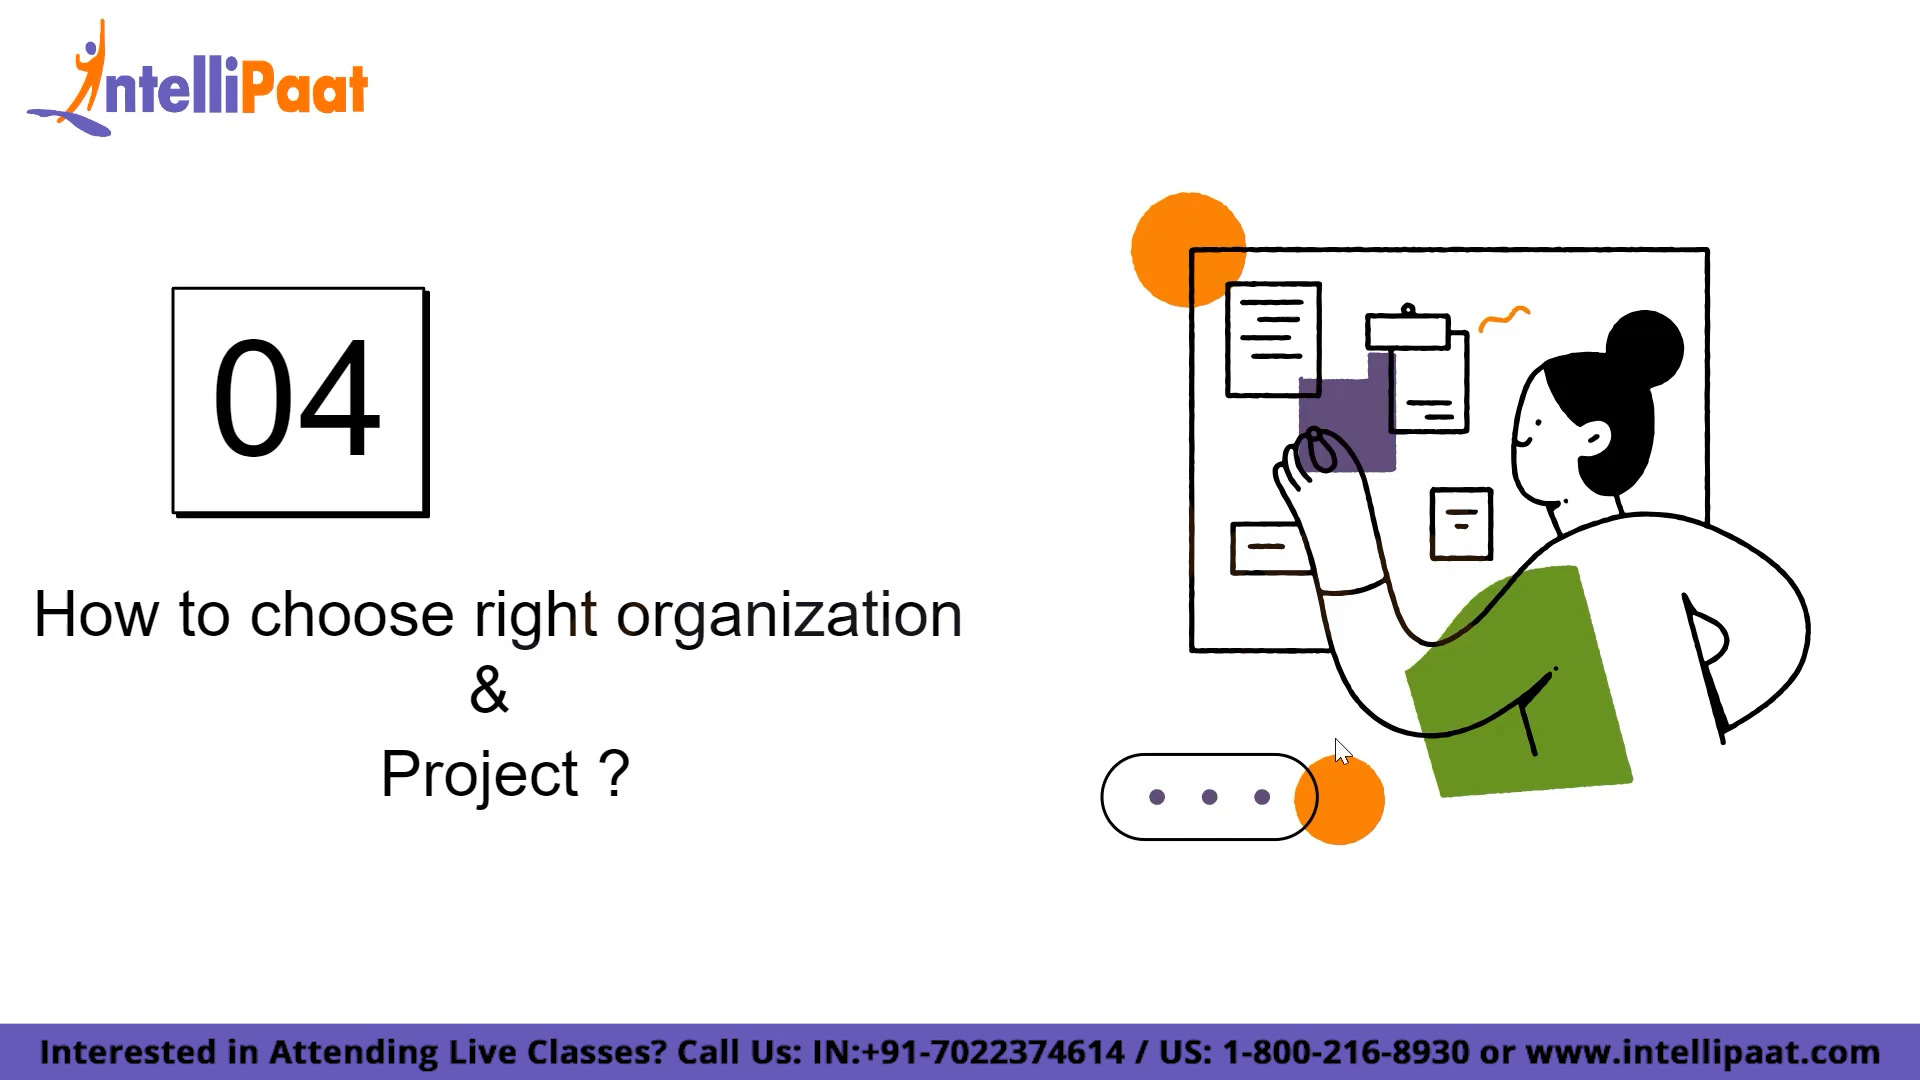 IntelliPaat
04
How to choose right organization
&
Project ?
Interested in Attending Live Classes? Call Us: IN:+91-7022374614 / US: 1-800-216-8930 or www.intellipaat.com